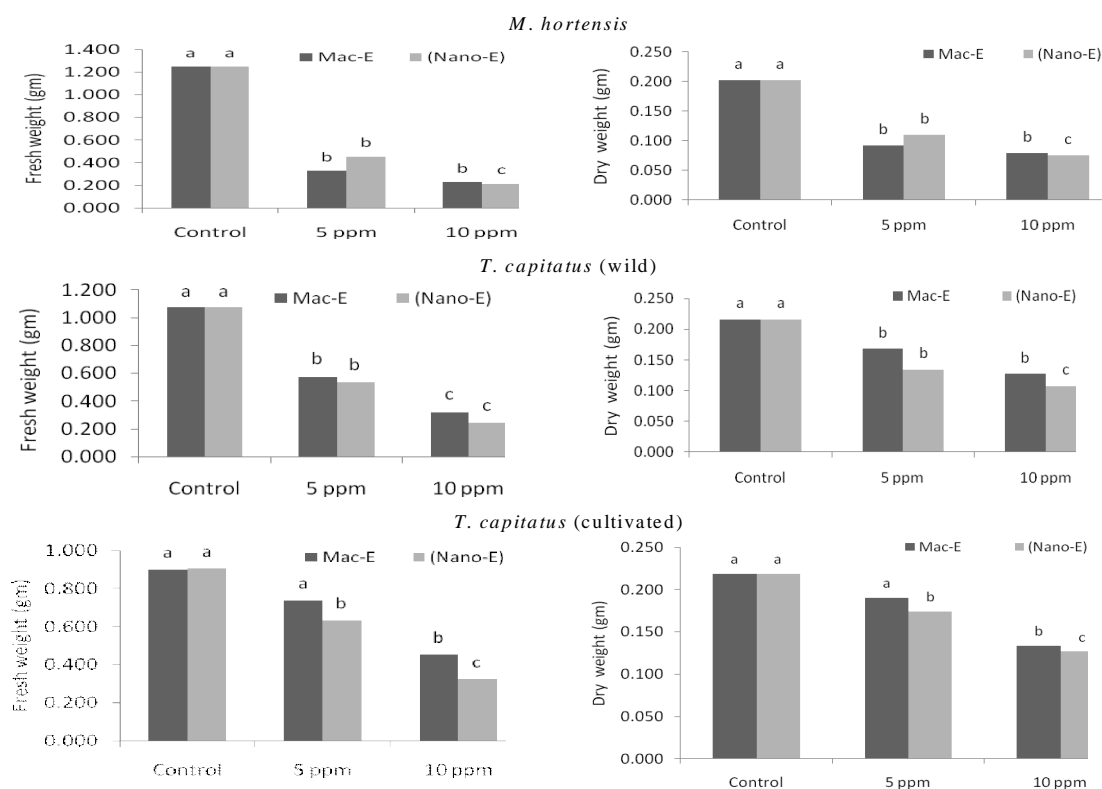 M. hortensis
Fresh weight (gm)
1.400
1.200
1.000
0.800
0.600
0.400
0.200
0.000
Mac-E (Nano-E)
a a
b b
b c
Control 5 ppm 10 ppm
Dry weight (gm)
0.250
0.200
0.150
0.100
0.050
0.000
Mac-E (Nano-E)
a a
b b
b c
Control 5 ppm 10 ppm
T. capitatus (wild)
Fresh weight (gm)
1.200
1.000
0.800
0.600
0.400
0.200
0.000
Mac-E (Nano-E)
a a
b b
c c
Control 5 ppm 10 ppm
Dry weight (gm)
0.250
0.200
0.150
0.100
0.050
0.000
Mac-E (Nano-E)
a a
b b
b c
Control 5 ppm 10 ppm
T. capitatus (cultivated)
Fresh weight (gm)
1.000
0.800
0.600
0.400
0.200
0.000
Mac-E (Nano-E)
a a
a b
b c
Control 5 ppm 10 ppm
Dry weight (gm)
0.250
0.200
0.150
0.100
0.050
0.000
Mac-E (Nano-E)
a a
a b
b c
Control 5 ppm 10 ppm